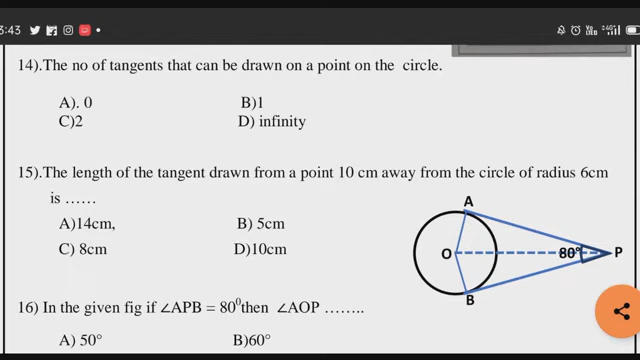 3:43
14).The no of tangents that can be drawn on a point on the circle.
A). 0 B)1
C)2 D) infinity
15).The length of the tangent drawn from a point 10 cm away from the circle of radius 6cm
is ……
A)14cm, B) 5cm
C) 8cm D)10cm
A
O 80° P
B
16) In the given fig if ∠APB = 80⁰then ∠AOP ……..
A) 50° B)60°